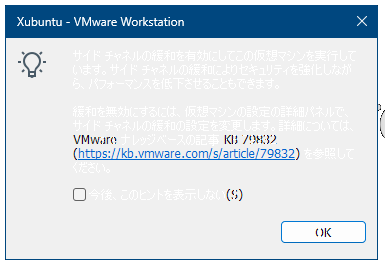 Xubuntu - VMware Workstation
サイド チャネルの緩和を有効にしてこの仮想マシンを実行して
います。サイド チャネルの緩和によりセキュリティを強化しなが
ら、パフォーマンスを低下させることもできます。
緩和を無効にするには、仮想マシンの設定の詳細パネルで、
サイド チャネルの緩和の設定を変更します。詳細については、
VMware ナレッジベースの記事 KB 79832
(https://kb.vmware.com/s/article/79832) を参照して
ください。
今後、このヒントを表示しない(S)
OK